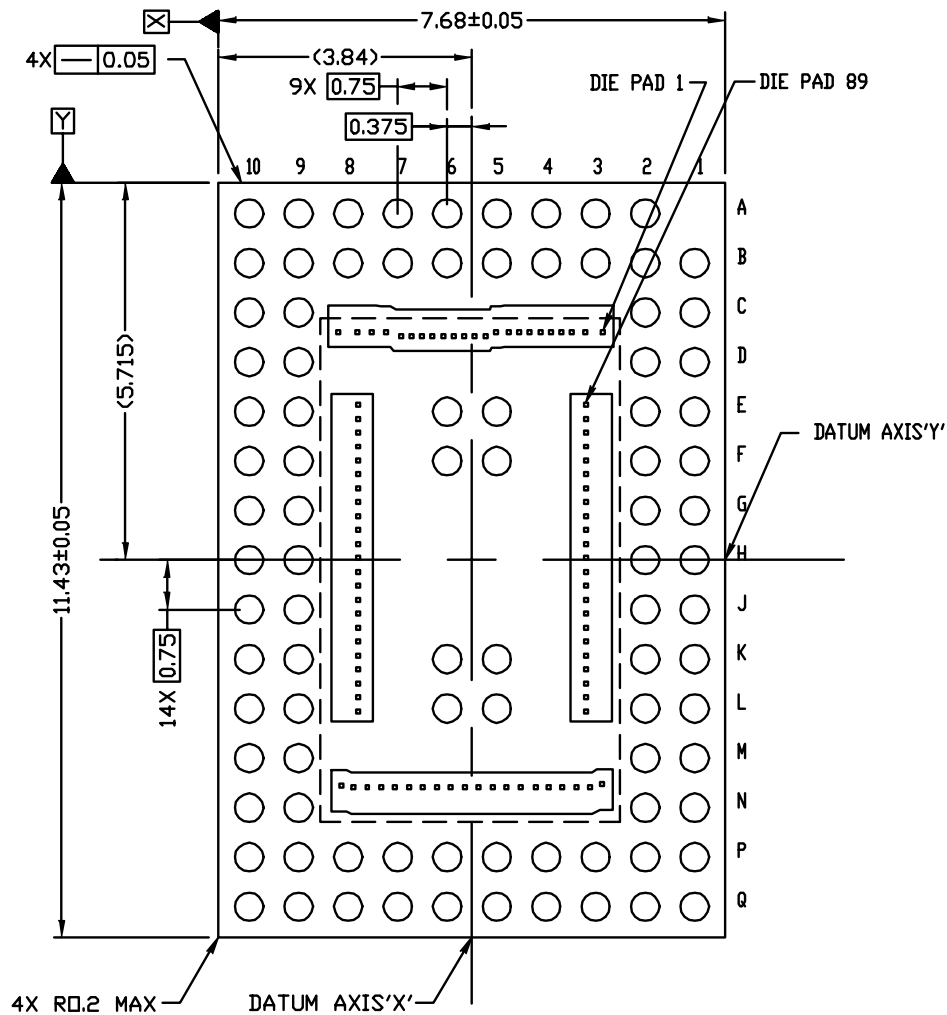 X
7.68±0.05
(3.84)
4X — 0.05
9X 0.75
DIE PAD 1
DIE PAD 89
0.375
Y
10 9 8 7 6 5 4 3 2 1
A
B
C
D
(5.715)
E
DATUM AXIS'Y'
F
G
11.43±0.05
H
J
14X 0.75
K
L
M
N
P
Q
4X R0.2 MAX
DATUM AXIS'X'